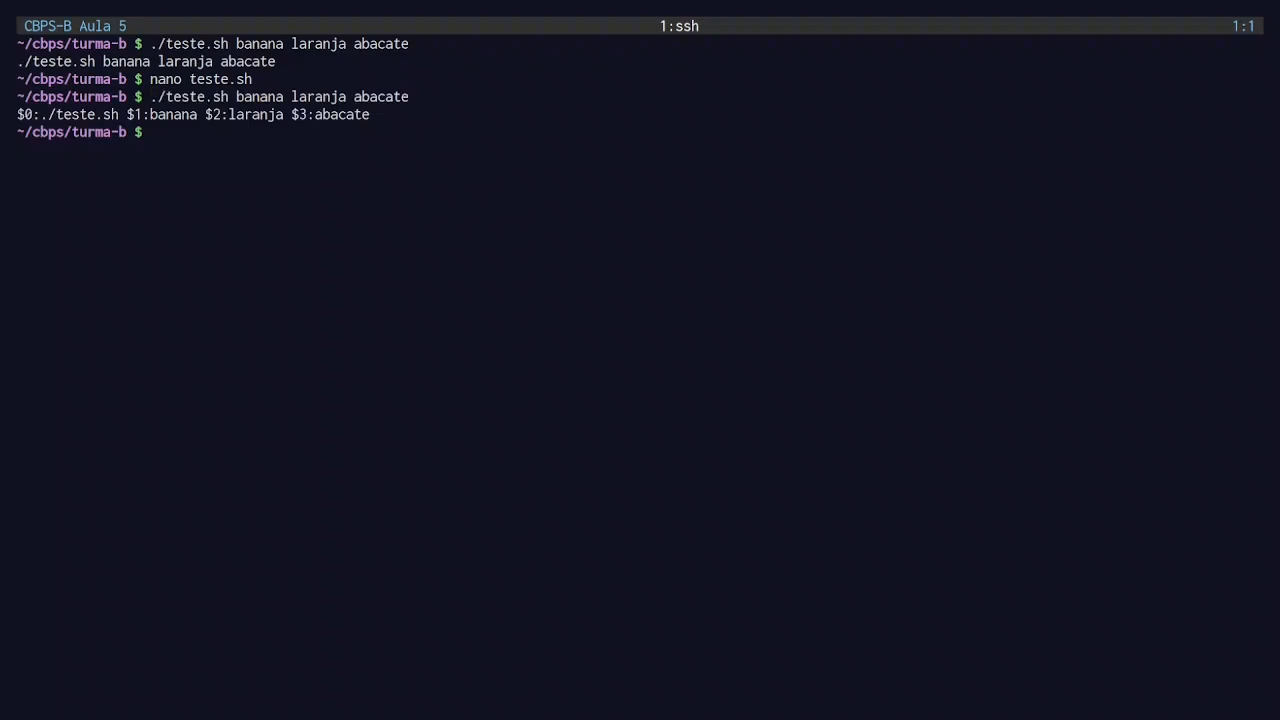 CBPS-B Aula 5 1:ssh 1:1
~/cbps/turma-b $ ./teste.sh banana laranja abacate
./teste.sh banana laranja abacate
~/cbps/turma-b $ nano teste.sh
~/cbps/turma-b $ ./teste.sh banana laranja abacate
$0:./teste.sh $1:banana $2:laranja $3:abacate
~/cbps/turma-b $